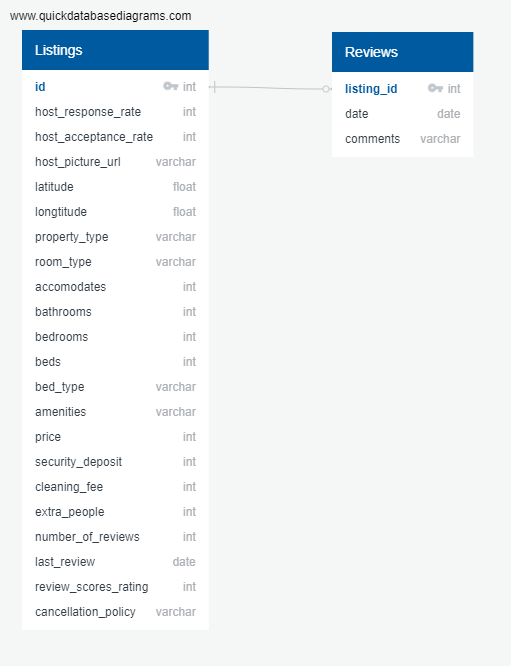 www.quickdatabasediagrams.com
Listings
id int
host_response_rate int
host_acceptance_rate int
host_picture_url varchar
latitude float
longtitude float
property_type varchar
room_type varchar
accomodates int
bathrooms int
bedrooms int
beds int
bed_type varchar
amenities varchar
price int
security_deposit int
cleaning_fee int
extra_people int
number_of_reviews int
last_review date
review_scores_rating int
cancellation_policy varchar
Reviews
listing_id int
date date
comments varchar